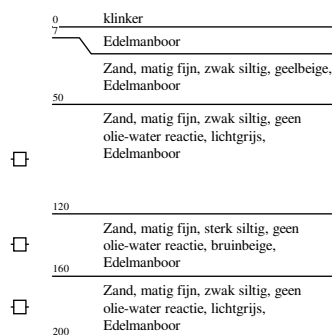 0 klinker
7
Edelmanboor
Zand, matig fijn, zwak siltig, geelbeige,
Edelmanboor
50
Zand, matig fijn, zwak siltig, geen
olie-water reactie, lichtgrijs,
Edelmanboor
120
Zand, matig fijn, sterk siltig, geen
olie-water reactie, bruinbeige,
Edelmanboor
160
Zand, matig fijn, zwak siltig, geen
olie-water reactie, lichtgrijs,
Edelmanboor
200